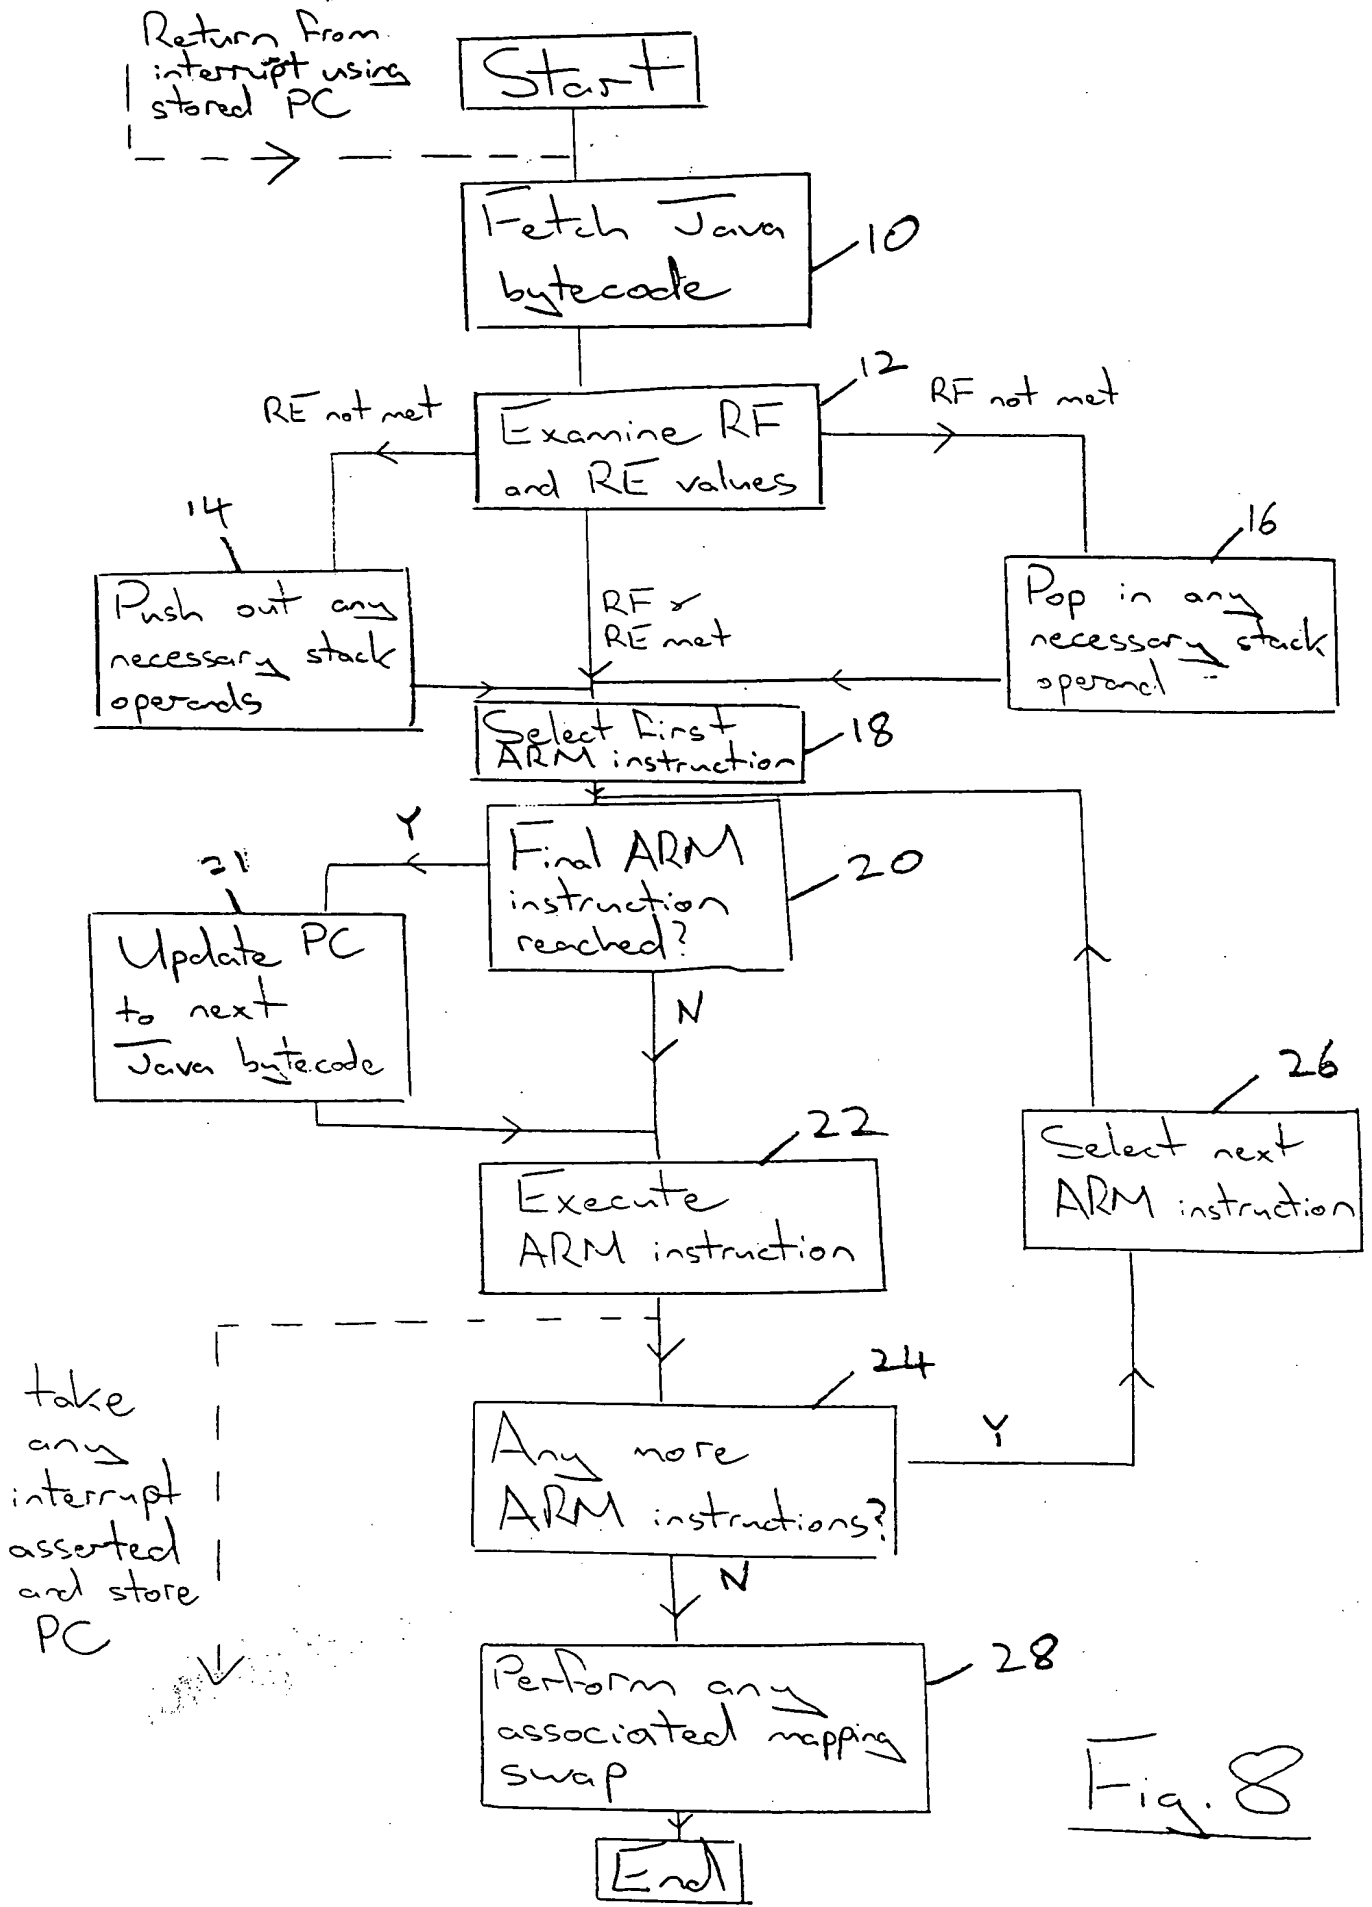 Return from
interrupt using
stored PC
Start
Fetch Java
bytecode
10
12
RE not met
RF not met
Examine RF
and RE values
14
16
Push out any
necessary stack
operands
RF &
RE met
Pop in any
necessary stack
operand
Select first
ARM instruction
18
Y
21
Final ARM
instruction
reached?
20
Update PC
to next
Java bytecode
N
26
Select next
ARM instruction
22
Execute
ARM instruction
24
take
any
interrupt
asserted
and store
PC
Any more
ARM instructions?
Y
N
28
Perform any
associated mapping
swap
Fig. 8
End